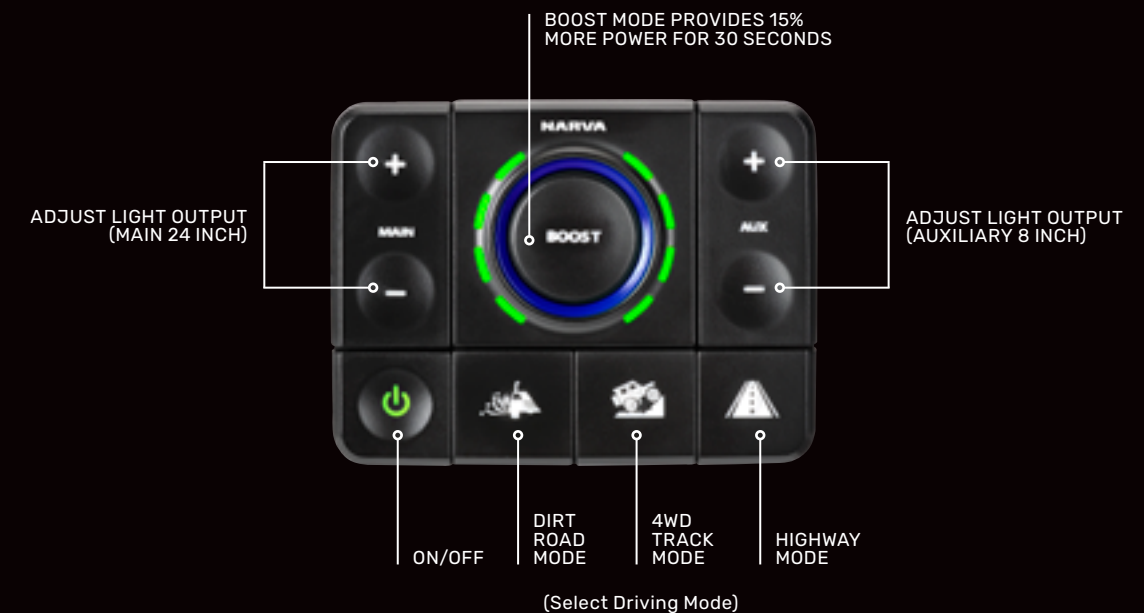 BOOST MODE PROVIDES 15%
MORE POWER FOR 30 SECONDS
NARVA
+
+
ADJUST LIGHT OUTPUT
(MAIN 24 INCH)
MAIN
BOOST
AUX
ADJUST LIGHT OUTPUT
(AUXILIARY 8 INCH)
−
−
ON/OFF
DIRT
ROAD
MODE
4WD
TRACK
MODE
HIGHWAY
MODE
(Select Driving Mode)